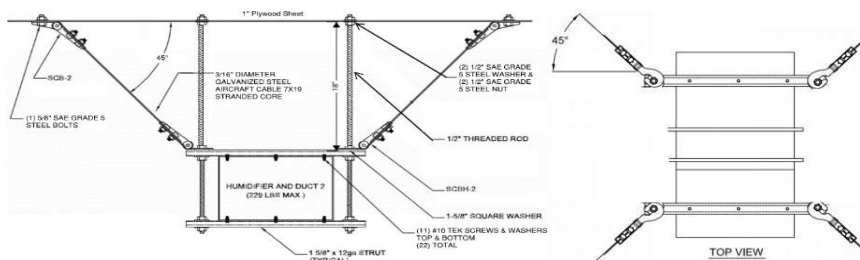 1" Plywood Sheet
45°
SCB-2
3/16" DIAMETER
GALVANIZED STEEL
AIRCRAFT CABLE 7X19
STRANDED CORE
(1) 5/8" SAE GRADE 5
STEEL BOLTS
18"
(2) 1/2" SAE GRADE
5 STEEL WASHER &
(2) 1/2" SAE GRADE
5 STEEL NUT
1/2" THREADED ROD
HUMIDIFIER AND DUCT 2
(229 LBS MAX.)
SCBH-2
1-5/8" SQUARE WASHER
(11) #10 TEK SCREWS & WASHERS
TOP & BOTTOM
(22) TOTAL
1 5/8" x 12ga STRUT
(TYPICAL)
45°
TOP VIEW